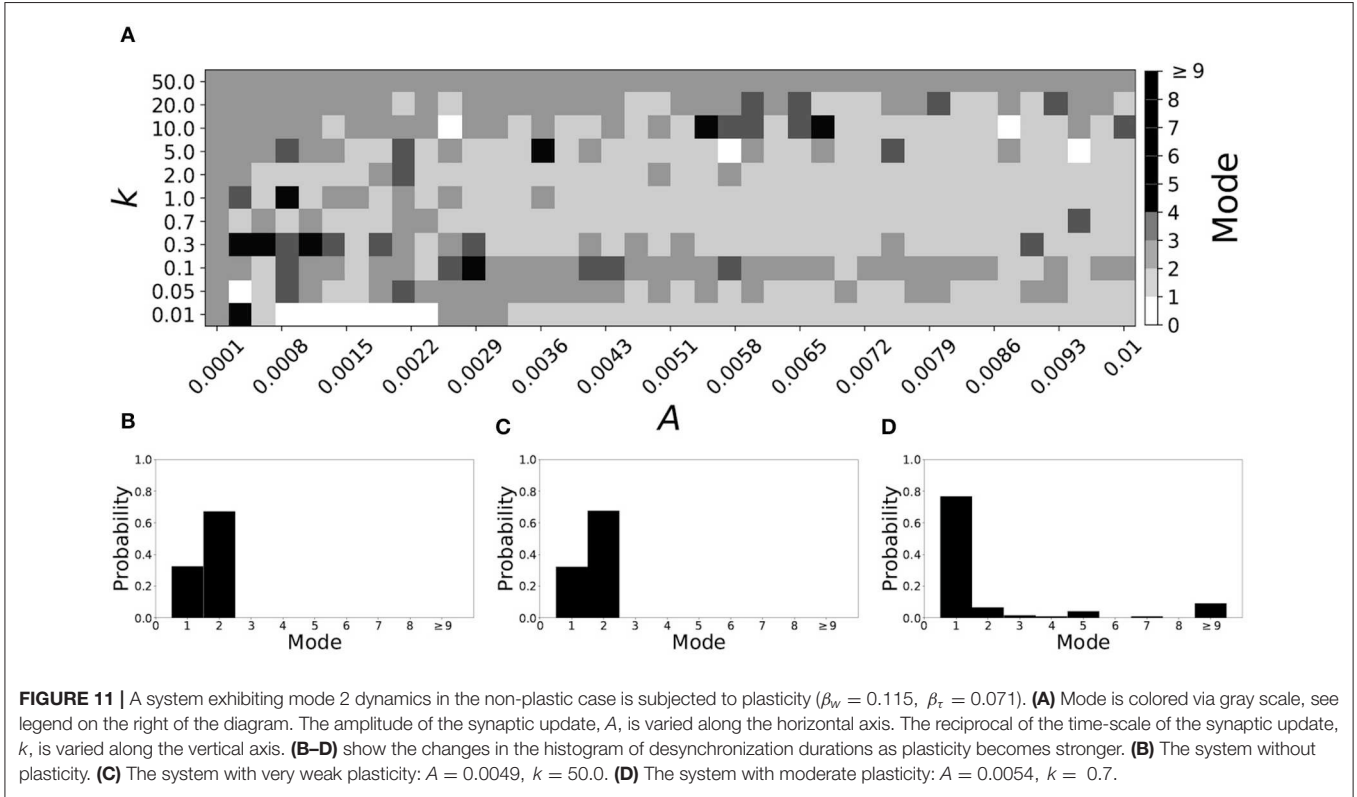 A
50.0
20.0
10.0
5.0
2.0
1.0
0.7
0.3
0.1
0.05
0.01
k
0.0001 0.0008 0.0015 0.0022 0.0029 0.0036 0.0043 0.0051 0.0058 0.0065 0.0072 0.0079 0.0086 0.0093 0.01
A
≥ 9
8
7
6
5
4
3
2
1
0
Mode
B
1.0
0.8
0.6
0.4
0.2
0.0
Probability
0 1 2 3 4 5 6 7 8 ≥ 9
Mode
C
1.0
0.8
0.6
0.4
0.2
0.0
Probability
0 1 2 3 4 5 6 7 8 ≥ 9
Mode
D
1.0
0.8
0.6
0.4
0.2
0.0
Probability
0 1 2 3 4 5 6 7 8 ≥ 9
Mode
FIGURE 11 | A system exhibiting mode 2 dynamics in the non-plastic case is subjected to plasticity (βw = 0.115, βτ = 0.071). (A) Mode is colored via gray scale, see
legend on the right of the diagram. The amplitude of the synaptic update, A, is varied along the horizontal axis. The reciprocal of the time-scale of the synaptic update,
k, is varied along the vertical axis. (B–D) show the changes in the histogram of desynchronization durations as plasticity becomes stronger. (B) The system without
plasticity. (C) The system with very weak plasticity: A = 0.0049, k = 50.0. (D) The system with moderate plasticity: A = 0.0054, k = 0.7.